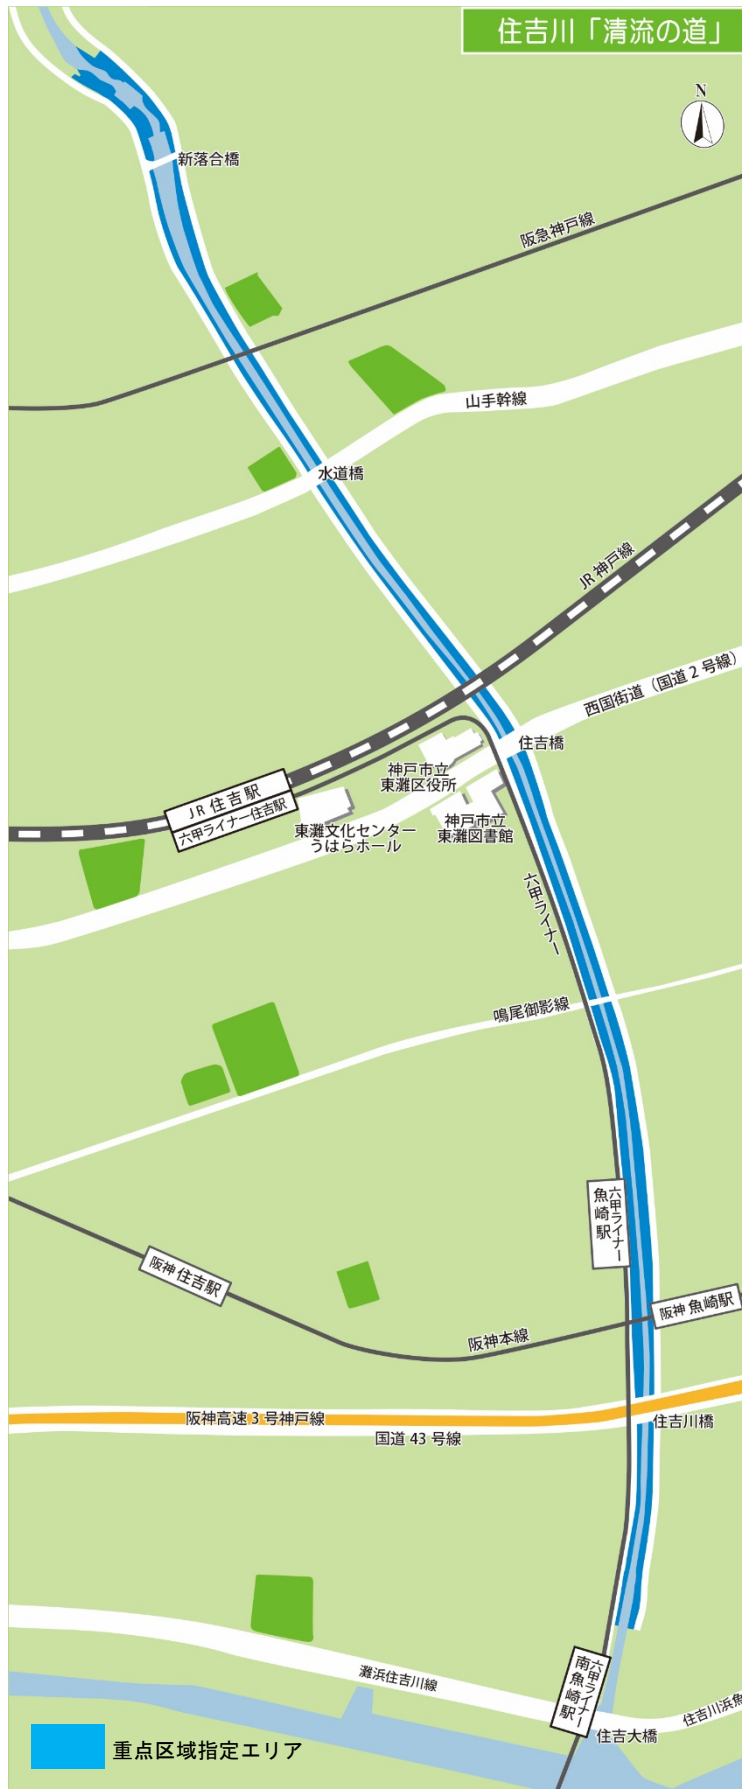 住吉川「清流の道」
N
新落合橋
阪急神戸線
山手幹線
水道橋
JR 神戸線
西国街道（国道 2 号線）
住吉橋
神戸市立
東灘区役所
JR 住吉駅
六甲ライナー住吉駅
東灘文化センター
うはらホール
神戸市立
東灘図書館
六甲ライナー
鳴尾御影線
六甲ライナー
魚崎駅
阪神 住吉駅
阪神 魚崎駅
阪神本線
阪神高速 3 号神戸線
住吉川橋
国道 43 号線
六甲ライナー
南魚崎駅
灘浜住吉川線
住吉川浜魚
住吉大橋
重点区域指定エリア